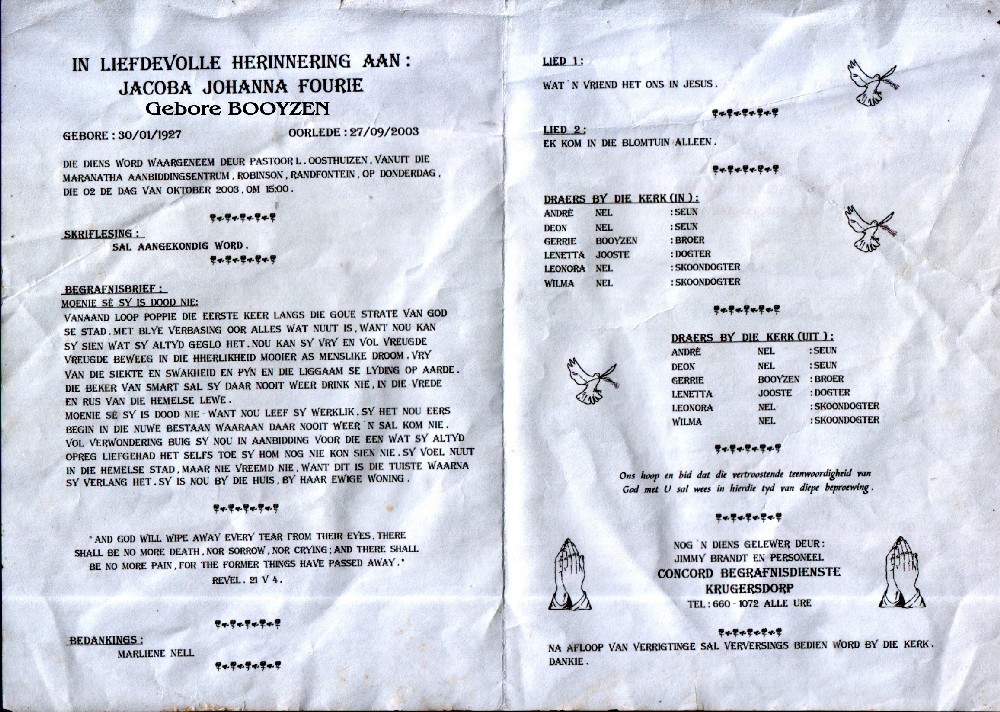 IN LIEFDEVOLLE HERINNERING AAN :
JACOBA JOHANNA FOURIE
Gebore BOOYZEN
GEBORE : 30/01/1927 OORLEDE : 27/09/2003
DIE DIENS WORD WAARGENEEM DEUR PASTOOR L. OOSTHUIZEN, VANUIT DIE
MARANATHA AANBIDDINGSENTRUM, ROBINSON, RANDFONTEIN, OP DONDERDAG,
DIE 02 DE DAG VAN OKTOBER 2003, OM 15:00.
SKRIFLESING :
SAL AANGEKONDIG WORD.
BEGRAFNISBRIEF :
MOENIE SÊ SY IS DOOD NIE:
VANAAND LOOP POPPIE DIE EERSTE KEER LANGS DIE GOUE STRATE VAN GOD
SE STAD. MET BLYE VERBASING OOR ALLES WAT NUUT IS, WANT NOU KAN
SY SIEN WAT SY ALTYD GEGLO HET. NOU KAN SY VRY EN VOL VREUGDE
VREUGDE BEWEEG IN DIE HHERLIKHEID MOOIER AS MENSLIKE DROOM. VRY
VAN DIE SIEKTE EN SWAKHEID EN PYN EN DIE LIGGAAM SE LYDING OP AARDE.
DIE BEKER VAN SMART SAL SY DAAR NOOIT WEER DRINK NIE, IN DIE VREDE
EN RUS VAN DIE HEMELSE LEWE.
MOENIE SÊ SY IS DOOD NIE - WANT NOU LEEF SY WERKLIK. SY HET NOU EERS
BEGIN IN DIE NUWE BESTAAN WAARAAN DAAR NOOIT WEER 'N SAL KOM NIE.
VOL VERWONDERING BUIG SY NOU IN AANBIDDING VOOR DIE EEN WAT SY ALTYD
OPREG LIEFGEHAD HET SELFS TOE SY HOM NOG NIE KON SIEN NIE. SY VOEL NUUT
IN DIE HEMELSE STAD, MAAR NIE VREEMD NIE, WANT DIT IS DIE TUISTE WAARNA
SY VERLANG HET. SY IS NOU BY DIE HUIS, BY HAAR EWIGE WONING.
"AND GOD WILL WIPE AWAY EVERY TEAR FROM THEIR EYES, THERE
SHALL BE NO MORE DEATH, NOR SORROW, NOR CRYING; AND THERE SHALL
BE NO MORE PAIN, FOR THE FORMER THINGS HAVE PASSED AWAY."
REVEL. 21 V 4.
BEDANKINGS :
MARLIENE NELL
LIED 1 :
WAT 'N VRIEND HET ONS IN JESUS.
LIED 2 :
EK KOM IN DIE BLOMTUIN ALLEEN.
DRAERS BY DIE KERK (IN) :
ANDRÉ NEL : SEUN
DEON NEL : SEUN
GERRIE BOOYZEN : BROER
LENETTA JOOSTE : DOGTER
LEONORA NEL : SKOONDOGTER
WILMA NEL : SKOONDOGTER
DRAERS BY DIE KERK (UIT) :
ANDRÉ NEL : SEUN
DEON NEL : SEUN
GERRIE BOOYZEN : BROER
LENETTA JOOSTE : DOGTER
LEONORA NEL : SKOONDOGTER
WILMA NEL : SKOONDOGTER
Ons hoop en bid dat die vertroostende teenwoordigheid van
God met U sal wees in hierdie tyd van diepe beproewing.
NOG 'N DIENS GELEWER DEUR:
JIMMY BRANDT EN PERSONEEL
CONCORD BEGRAFNISDIENSTE
KRUGERSDORP
TEL : 660 - 1072 ALLE URE
NA AFLOOP VAN VERRIGTINGE SAL VERVERSINGS BEDIEN WORD BY DIE KERK.
DANKIE.